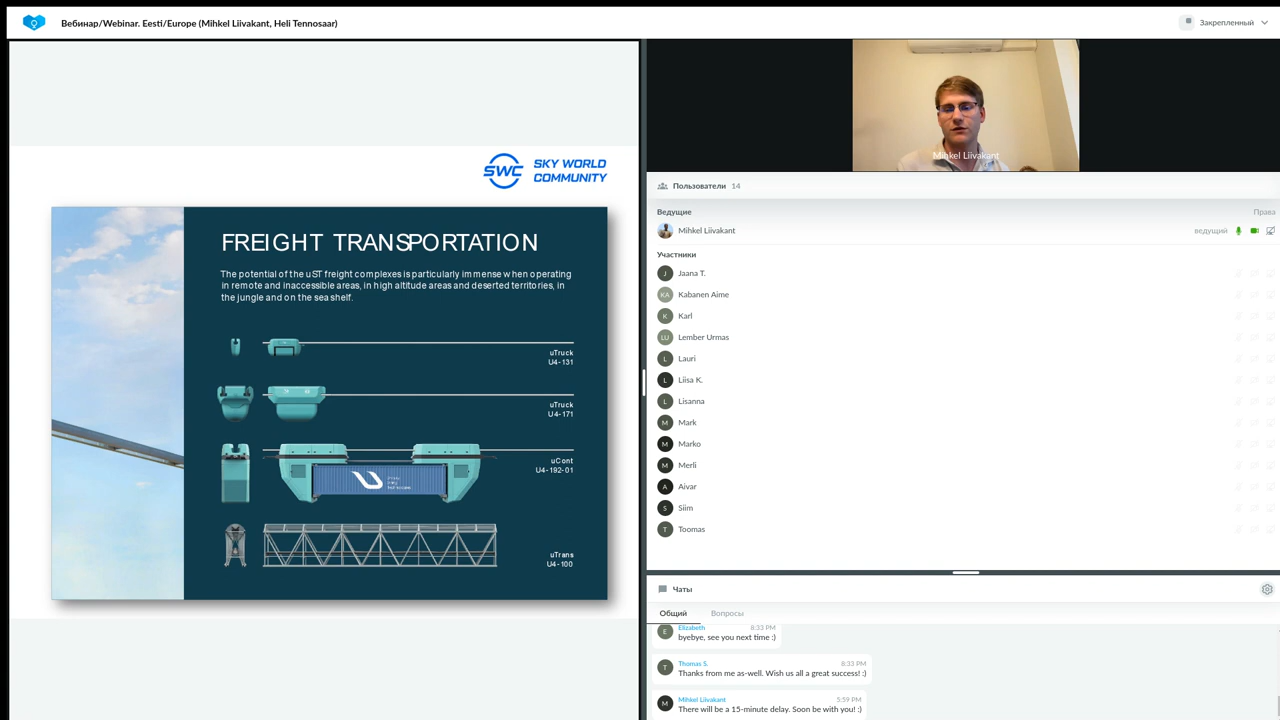 Вебинар/Webinar. Eesti/Europe (Mihkel Liivakant, Heli Tennosaar)
Закрепленный
SWC
SKY WORLD
COMMUNITY
FREIGHT TRANSPORTATION
The potential of the uST freight complexes is particularly immense when operating
in remote and inaccessible areas, in high altitude areas and deserted territories, in
the jungle and on the sea shelf.
uTruck
U4-131
uTruck
U4-171
uCont
U4-192-01
uTrans
U4-100
Mihkel Liivakant
Пользователи 14
Ведущие
Права
Mihkel Liivakant
ведущий
Участники
J Jaana T.
KA Kabanen Aime
K Karl
LU Lember Urmas
L Lauri
L Liisa K.
L Lisanna
M Mark
M Marko
M Merli
A Aivar
S Siim
T Toomas
Чаты
Общий
Вопросы
E Elizabeth 8:33 PM
byebye, see you next time :)
T Thomas S. 8:33 PM
Thanks from me as-well. Wish us all a great success! :)
M Mihkel Liivakant 5:59 PM
There will be a 15-minute delay. Soon be with you! :)